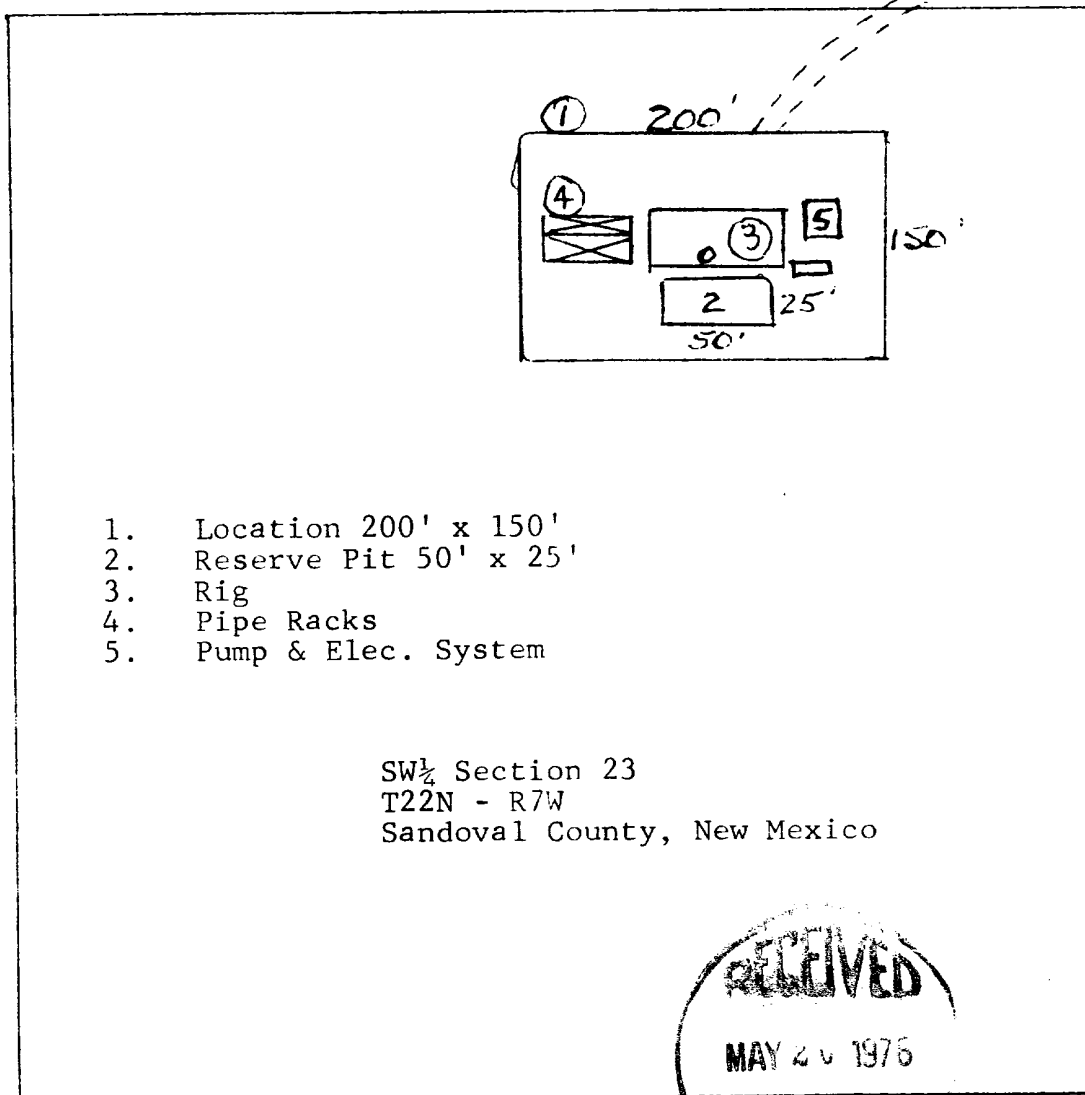 1 200'
4
3 5 150'
2 25'
50'
1. Location 200' x 150'
2. Reserve Pit 50' x 25'
3. Rig
4. Pipe Racks
5. Pump & Elec. System
SW¼ Section 23
T22N - R7W
Sandoval County, New Mexico
RECEIVED
MAY 1976